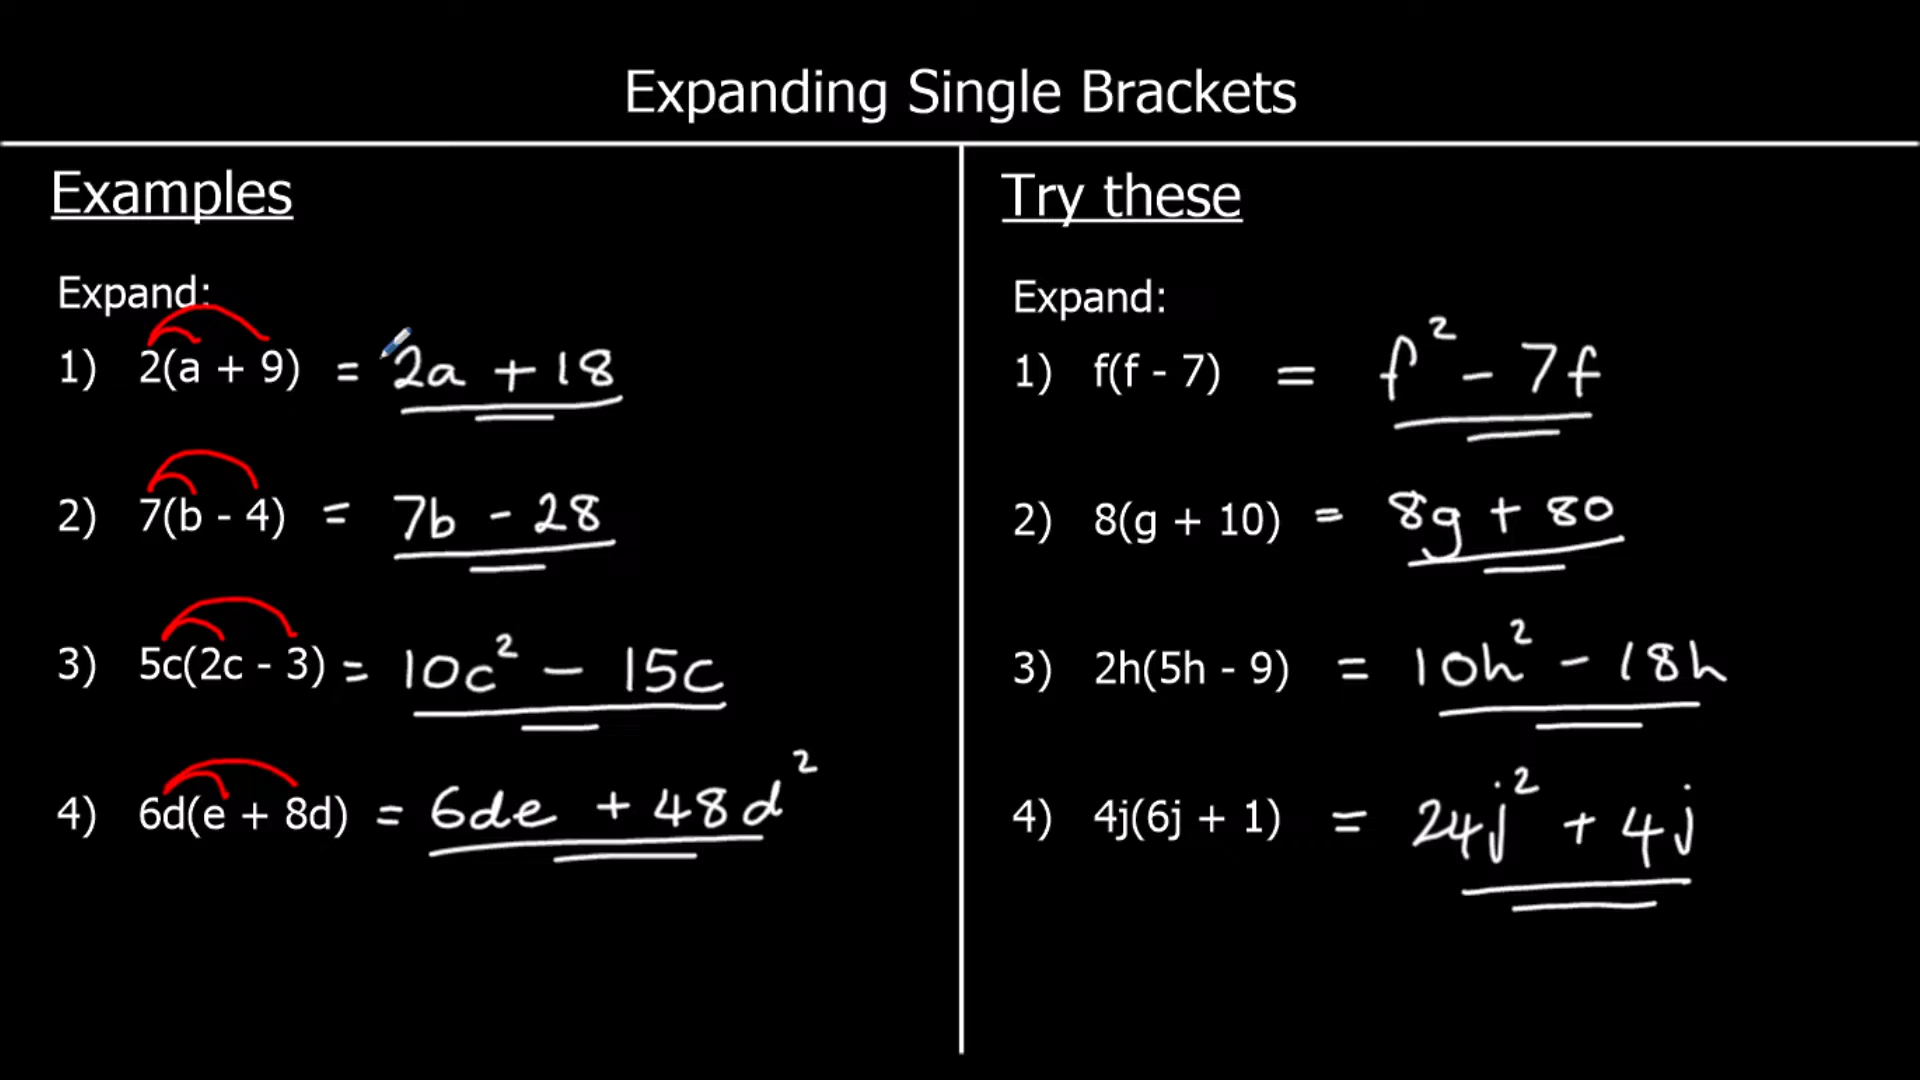 Expanding Single Brackets
Examples
Expand:
1) 2(a + 9) = 2a + 18
2) 7(b - 4) = 7b - 28
3) 5c(2c - 3) = 10c² - 15c
4) 6d(e + 8d) = 6de + 48d²
Try these
Expand:
1) f(f - 7) = f² - 7f
2) 8(g + 10) = 8g + 80
3) 2h(5h - 9) = 10h² - 18h
4) 4j(6j + 1) = 24j² + 4j